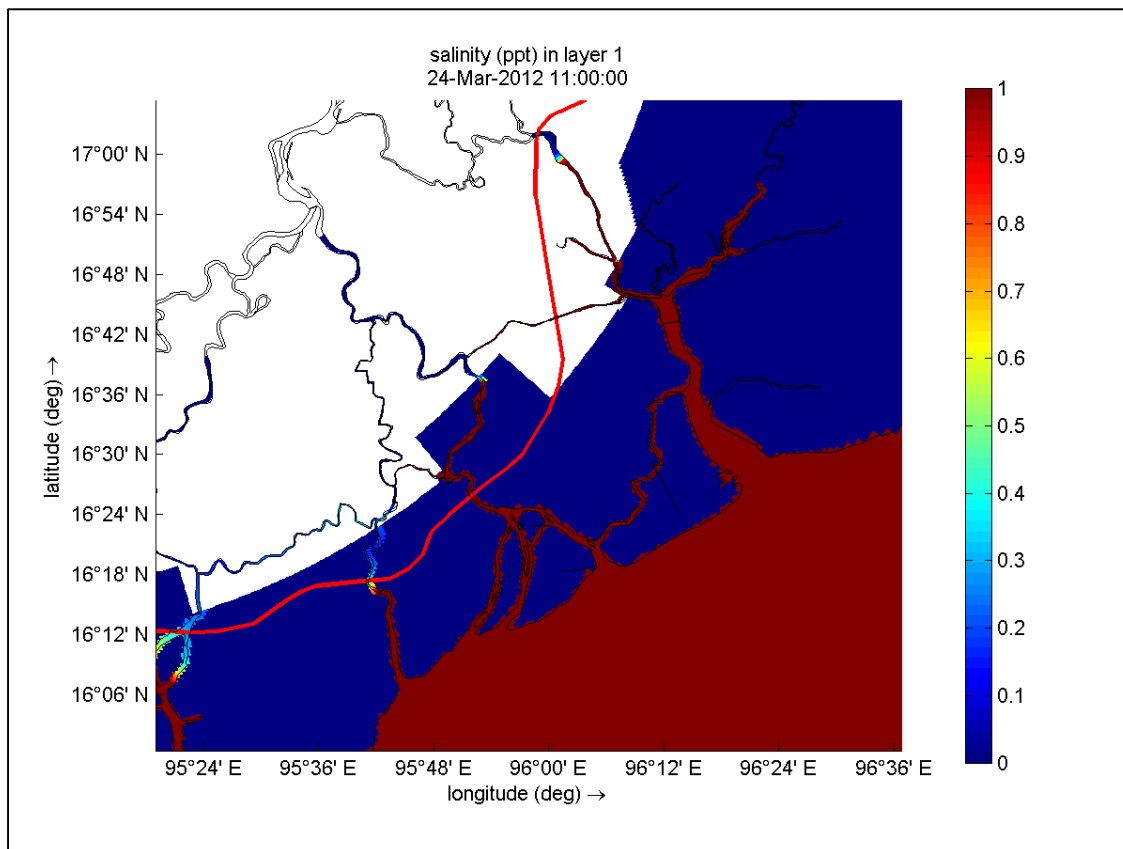 salinity (ppt) in layer 1
24-Mar-2012 11:00:00
17°00' N
16°54' N
16°48' N
16°42' N
16°36' N
16°30' N
16°24' N
16°18' N
16°12' N
16°06' N
latitude (deg) →
95°24' E
95°36' E
95°48' E
96°00' E
96°12' E
96°24' E
96°36' E
longitude (deg) →
1
0.9
0.8
0.7
0.6
0.5
0.4
0.3
0.2
0.1
0